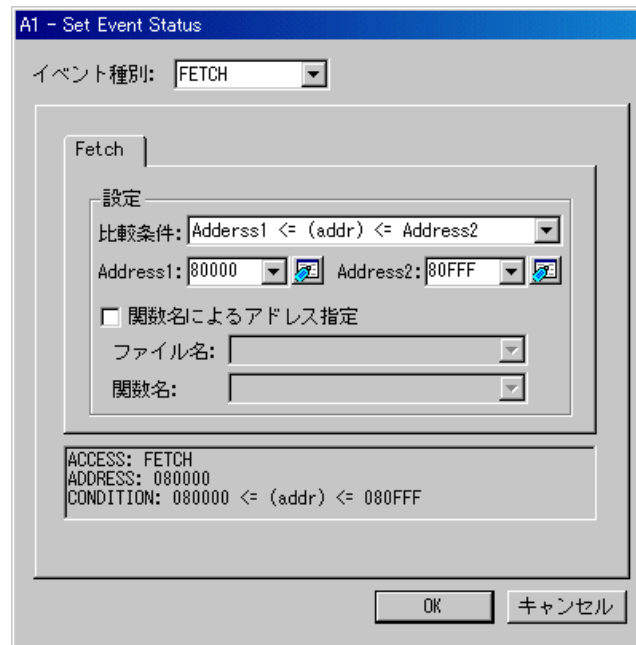 A1 - Set Event Status
イベント種別: FETCH
Fetch
設定
比較条件: Adderss1 <= (addr) <= Address2
Address1: 80000 Address2: 80FFF
関数名によるアドレス指定
ファイル名:
関数名:
ACCESS: FETCH
ADDRESS: 080000
CONDITION: 080000 <= (addr) <= 080FFF
OK キャンセル